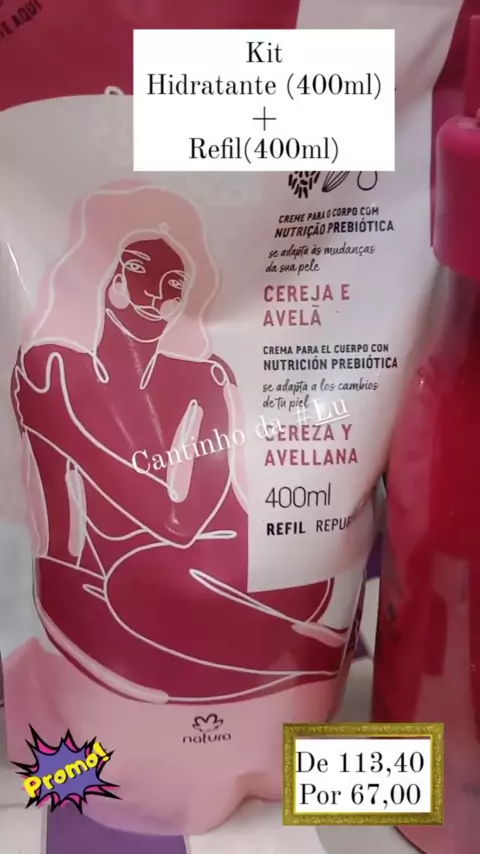 E AQUI
Kit
Hidratante (400ml)
+
Refil(400ml)
CREME PARA O CORPO COM
NUTRIÇÃO PREBIÓTICA
se adapta às mudanças
da sua pele
CEREJA E
AVELÃ
CREMA PARA EL CUERPO CON
NUTRICIÓN PREBIÓTICA
se adapta a los cambios
de tu piel
Cantinho da #Lu
CEREZA Y
AVELLANA
400ml
REFIL REPU
natura
Promo!
De 113,40
Por 67,00